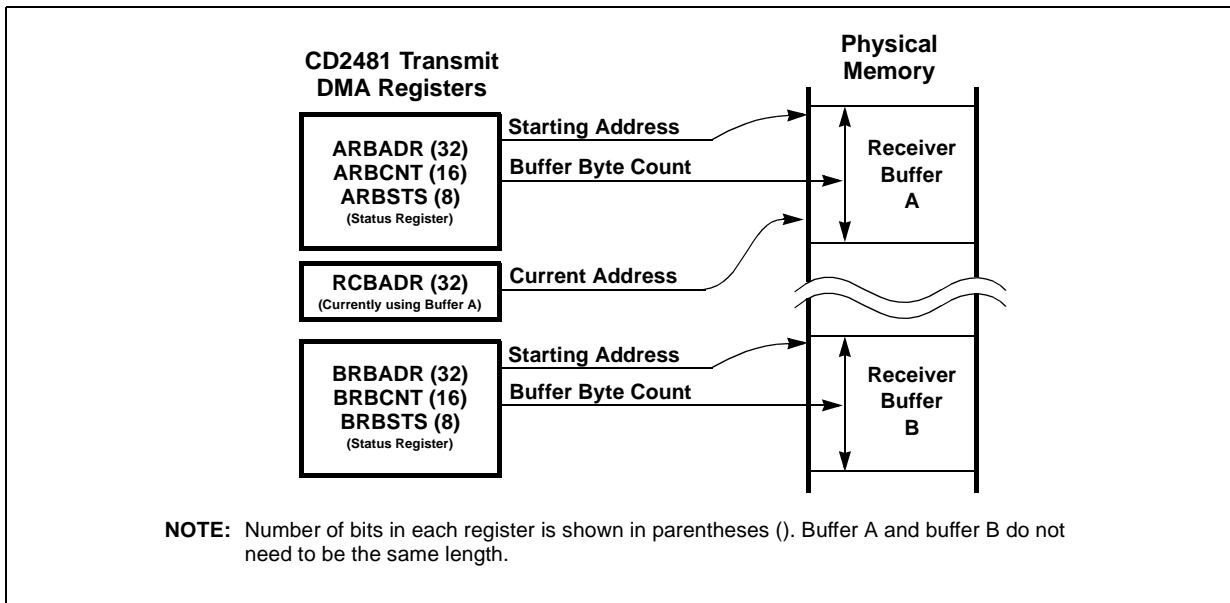 CD2481 Transmit
DMA Registers
Physical
Memory
ARBADR (32)
ARBCNT (16)
ARBSTS (8)
(Status Register)
Starting Address
Buffer Byte Count
Receiver
Buffer
A
RCBADR (32)
(Currently using Buffer A)
Current Address
BRBADR (32)
BRBCNT (16)
BRBSTS (8)
(Status Register)
Starting Address
Buffer Byte Count
Receiver
Buffer
B
NOTE: Number of bits in each register is shown in parentheses (). Buffer A and buffer B do not
need to be the same length.